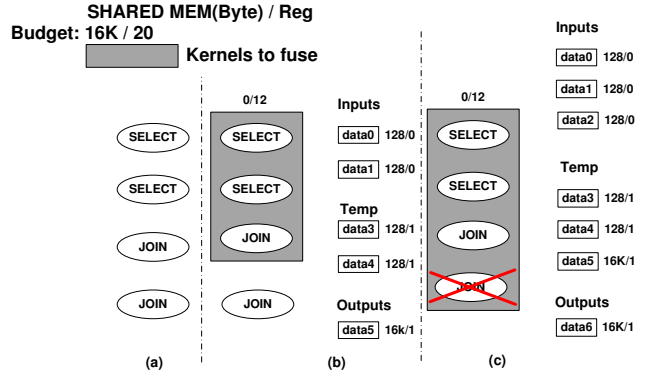 SHARED MEM(Byte) / Reg
Budget: 16K / 20
Kernels to fuse
SELECT
SELECT
JOIN
JOIN
(a)
0/12
SELECT
SELECT
JOIN
JOIN
Inputs
data0 128/0
data1 128/0
Temp
data3 128/1
data4 128/1
Outputs
data5 16k/1
(b)
0/12
SELECT
SELECT
JOIN
JOIN
Inputs
data0 128/0
data1 128/0
data2 128/0
Temp
data3 128/1
data4 128/1
data5 16K/1
Outputs
data6 16K/1
(c)